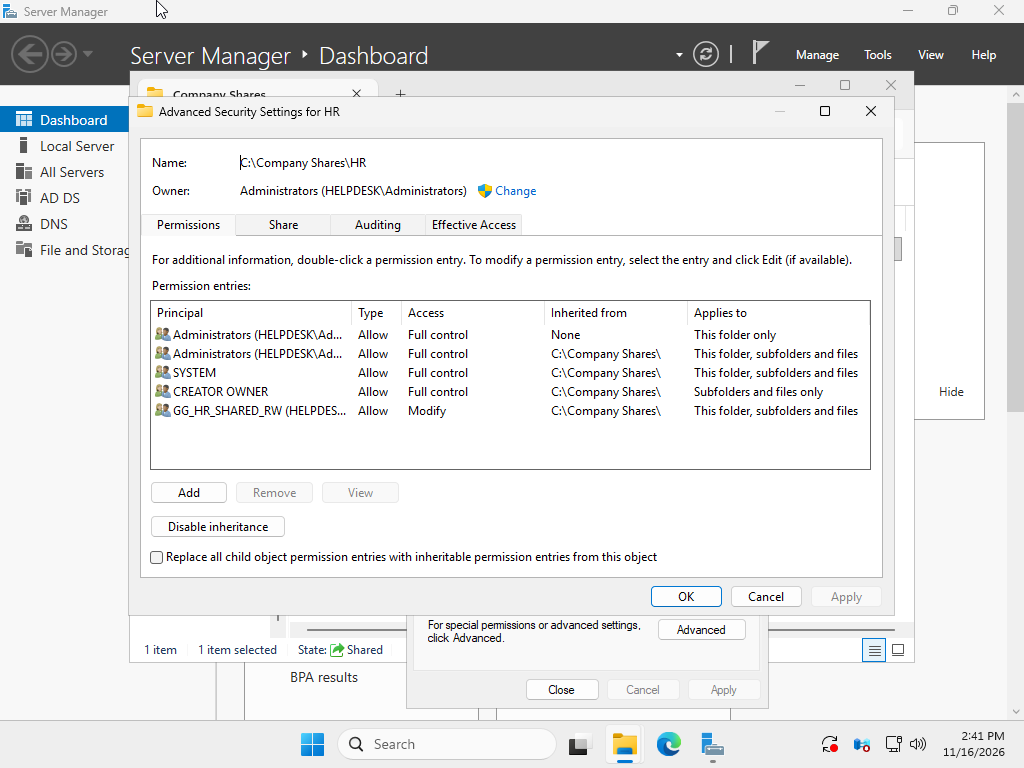 Server Manager
Server Manager ‣ Dashboard
Manage Tools View Help
Company Shares
Advanced Security Settings for HR
Dashboard
Local Server
All Servers
AD DS
DNS
File and Storag
Name: C:\Company Shares\HR
Owner: Administrators (HELPDESK\Administrators) Change
Permissions Share Auditing Effective Access
For additional information, double-click a permission entry. To modify a permission entry, select the entry and click Edit (if available).
Permission entries:
Principal Type Access Inherited from Applies to
Administrators (HELPDESK\Ad... Allow Full control None This folder only
Administrators (HELPDESK\Ad... Allow Full control C:\Company Shares\ This folder, subfolders and files
SYSTEM Allow Full control C:\Company Shares\ This folder, subfolders and files
CREATOR OWNER Allow Full control C:\Company Shares\ Subfolders and files only
GG_HR_SHARED_RW (HELPDES... Allow Modify C:\Company Shares\ This folder, subfolders and files
Hide
Add Remove View
Disable inheritance
Replace all child object permission entries with inheritable permission entries from this object
OK Cancel Apply
For special permissions or advanced settings,
click Advanced.
Advanced
1 item 1 item selected State: Shared
BPA results
Close Cancel Apply
Search
2:41 PM
11/16/2026